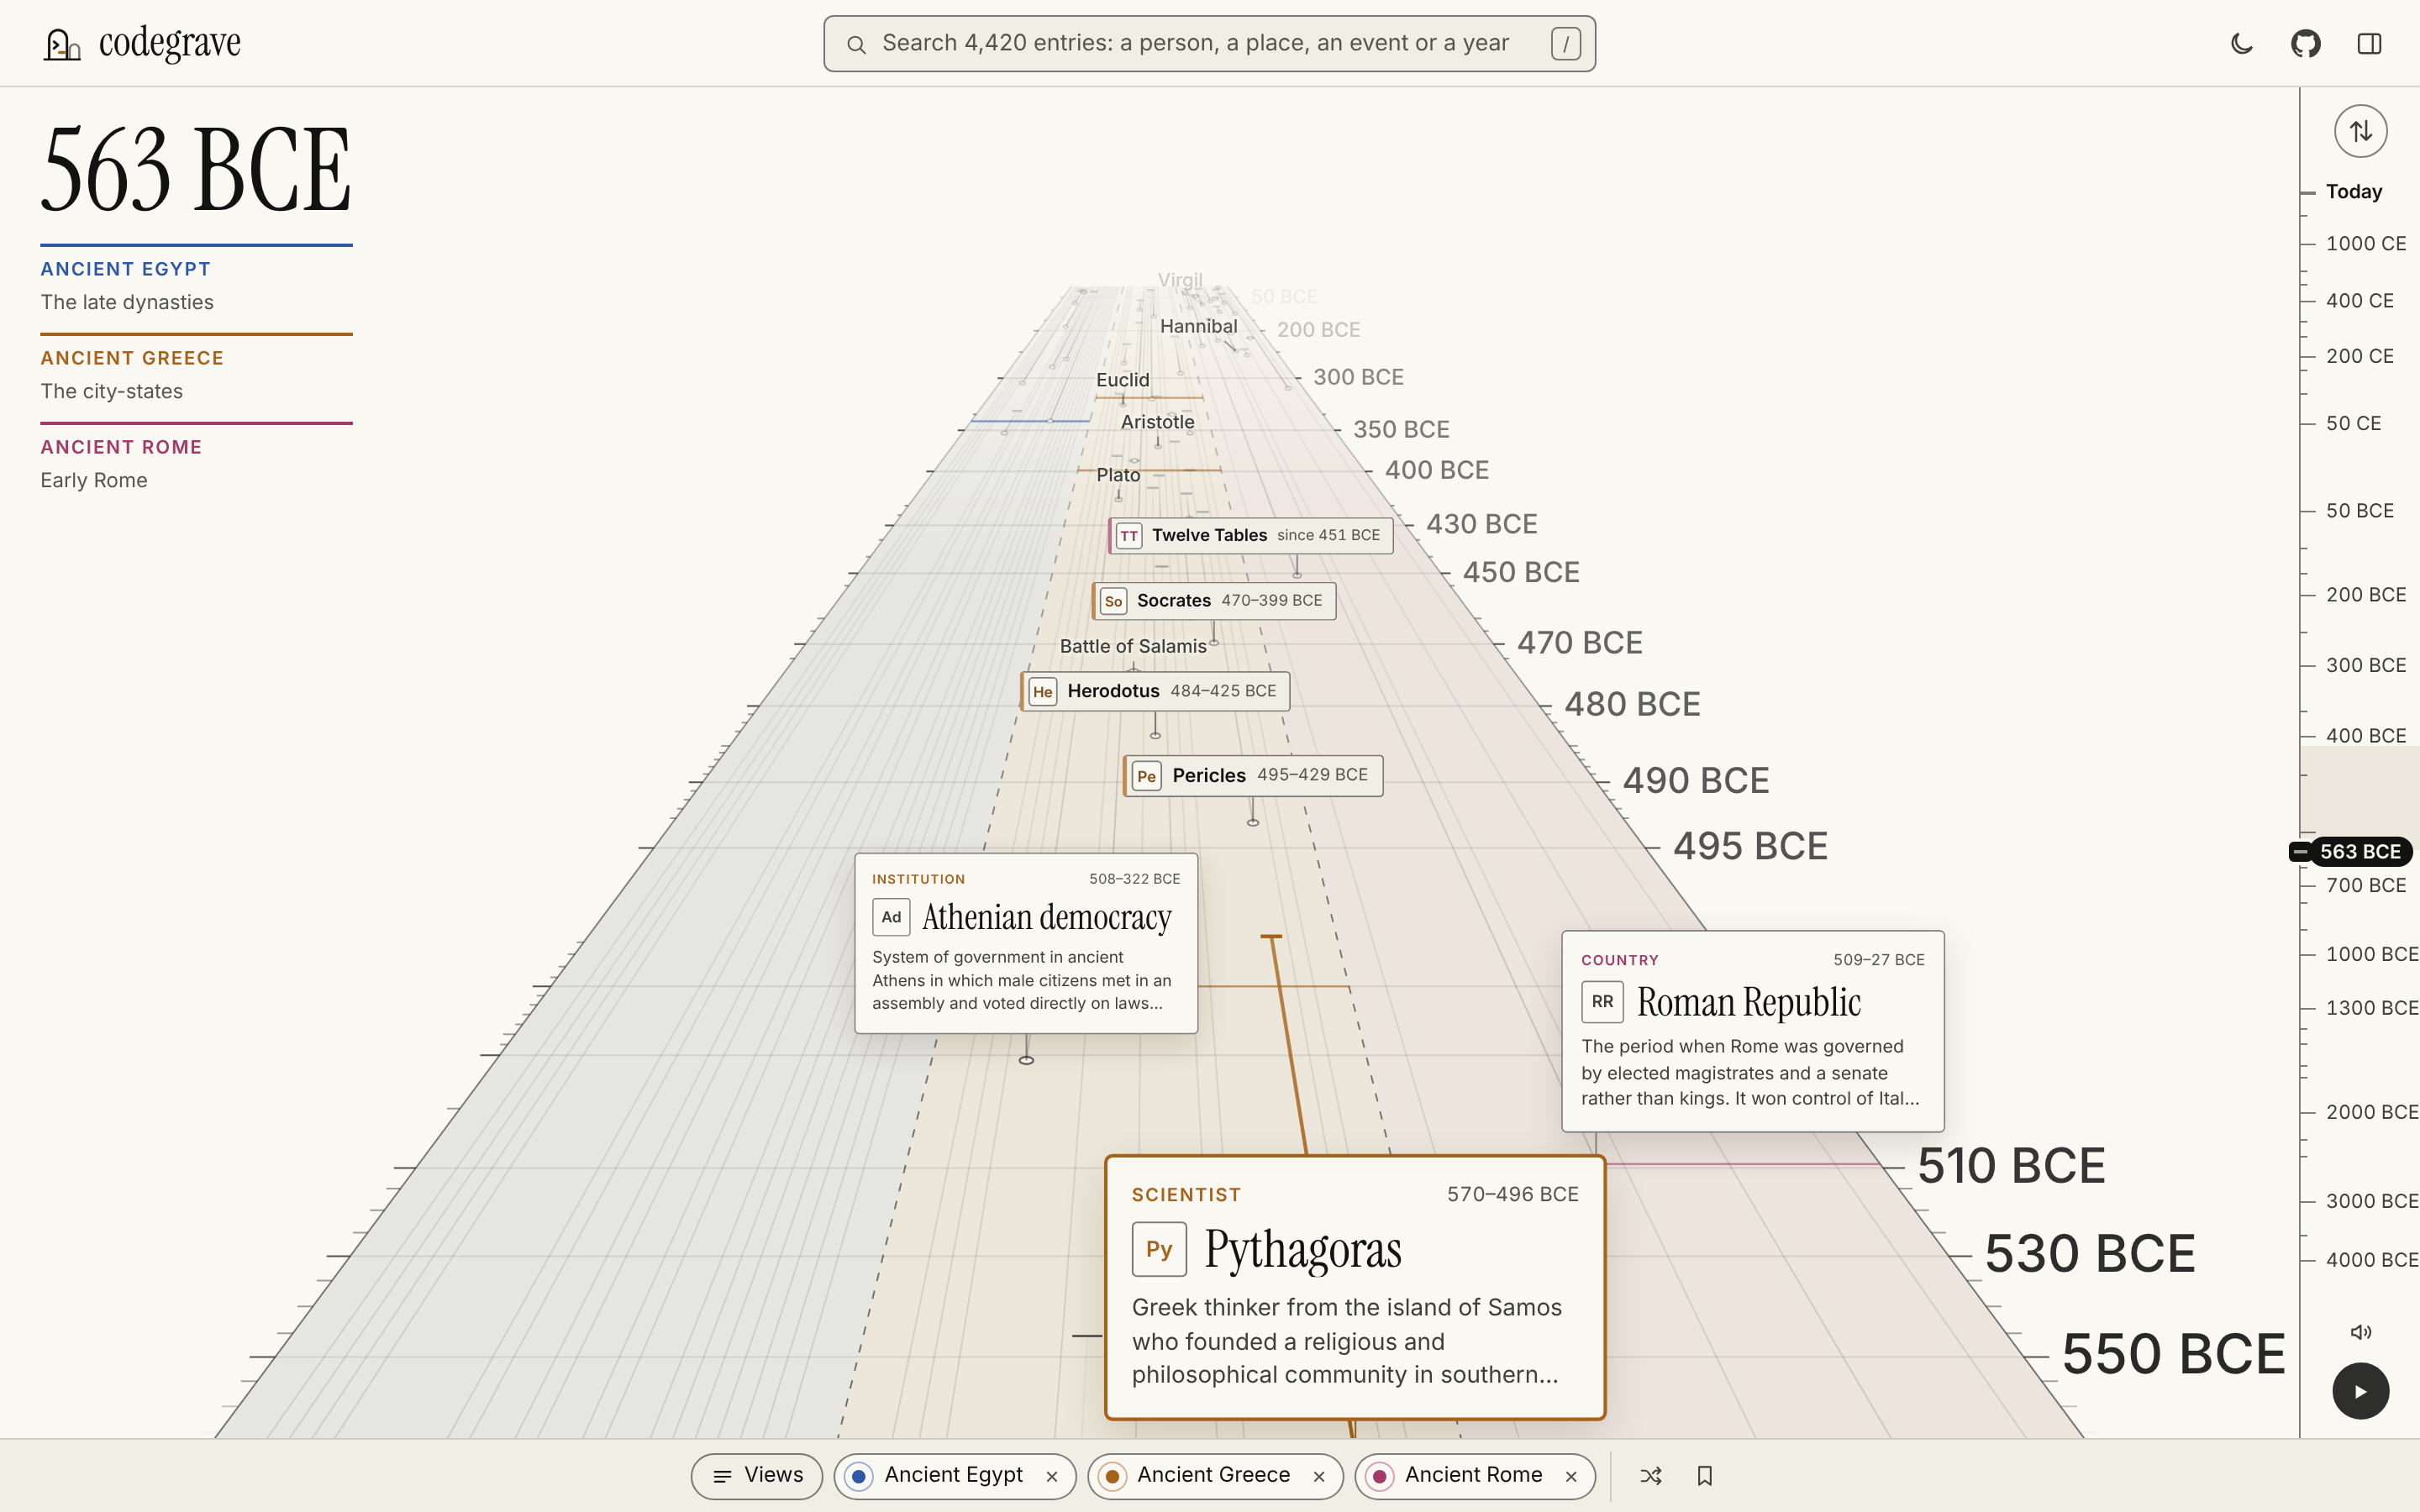 codegrave
Search 4,420 entries: a person, a place, an event or a year
/
563 BCE
ANCIENT EGYPT
The late dynasties
ANCIENT GREECE
The city-states
ANCIENT ROME
Early Rome
Virgil
50 BCE
Hannibal
200 BCE
Euclid
300 BCE
Aristotle
350 BCE
Plato
400 BCE
TT Twelve Tables since 451 BCE
430 BCE
450 BCE
So Socrates 470–399 BCE
Battle of Salamis
470 BCE
He Herodotus 484–425 BCE
480 BCE
Pe Pericles 495–429 BCE
490 BCE
495 BCE
INSTITUTION 508–322 BCE
Ad Athenian democracy
System of government in ancient
Athens in which male citizens met in an
assembly and voted directly on laws...
COUNTRY 509–27 BCE
RR Roman Republic
The period when Rome was governed
by elected magistrates and a senate
rather than kings. It won control of Ital...
510 BCE
SCIENTIST 570–496 BCE
Py Pythagoras
Greek thinker from the island of Samos
who founded a religious and
philosophical community in southern...
530 BCE
550 BCE
Today
1000 CE
400 CE
200 CE
50 CE
50 BCE
200 BCE
300 BCE
400 BCE
563 BCE
700 BCE
1000 BCE
1300 BCE
2000 BCE
3000 BCE
4000 BCE
Views
Ancient Egypt ×
Ancient Greece ×
Ancient Rome ×